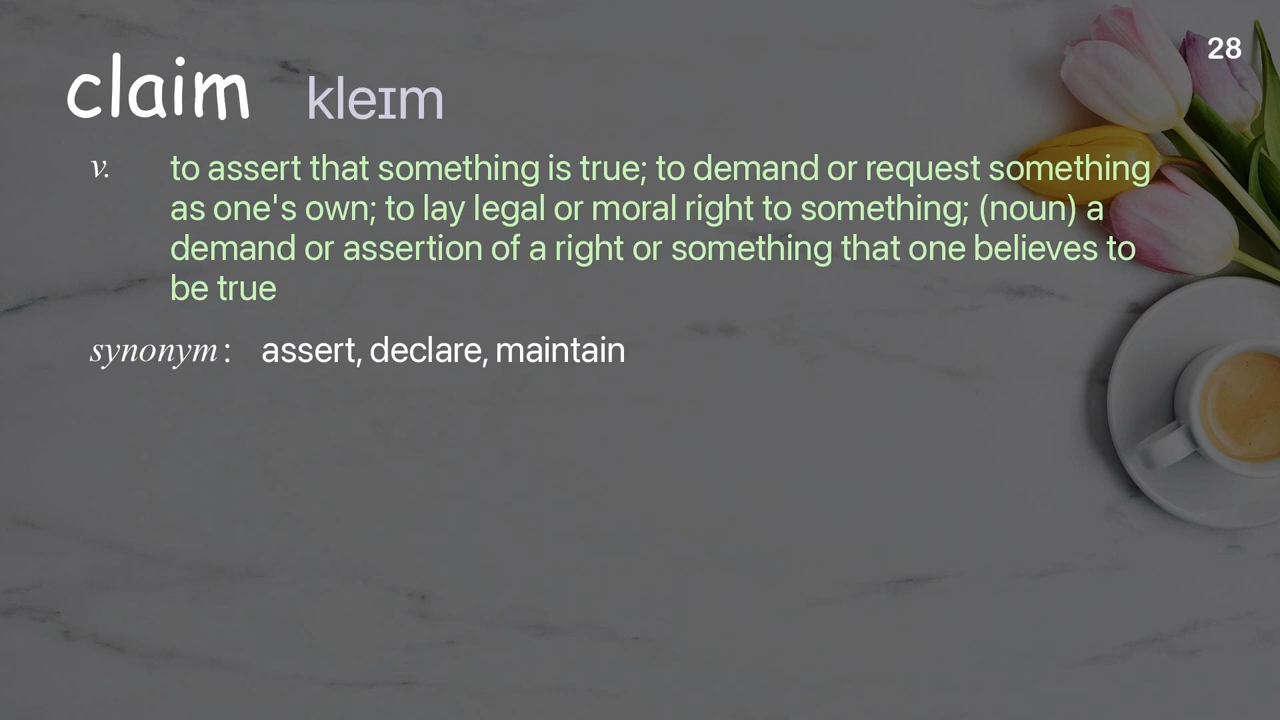 28
claim kleɪm
v. to assert that something is true; to demand or request something
as one's own; to lay legal or moral right to something; (noun) a
demand or assertion of a right or something that one believes to
be true
synonym: assert, declare, maintain